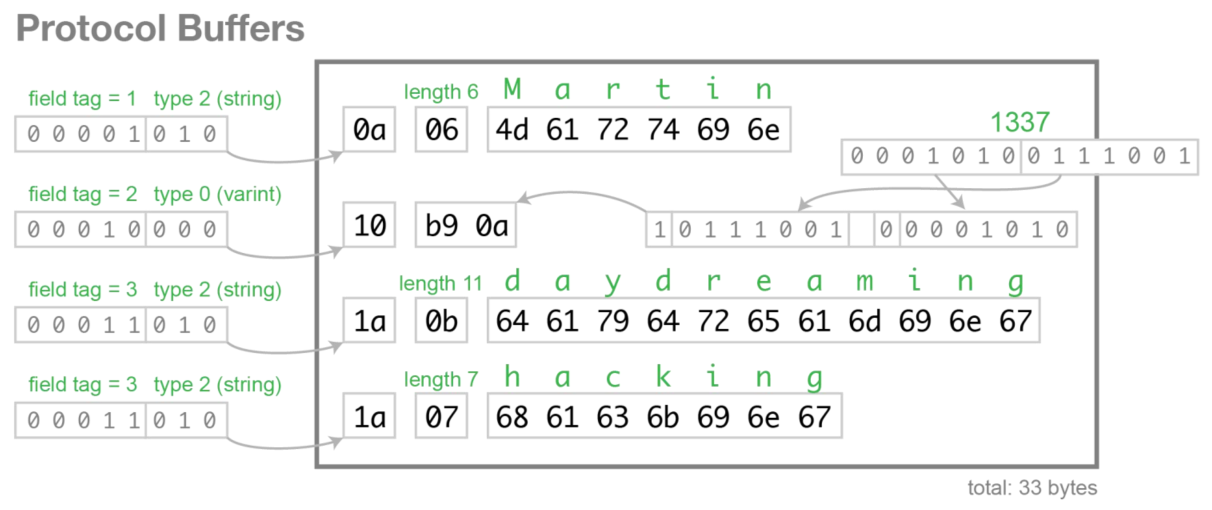 Protocol Buffers
field tag = 1 type 2 (string)
0 0 0 0 1 0 1 0
0a
length 6
06
M a r t i n
4d 61 72 74 69 6e
1337
0 0 0 1 0 1 0 0 1 1 1 0 0 1
field tag = 2 type 0 (varint)
0 0 0 1 0 0 0 0
10
b9 0a
1 0 1 1 1 0 0 1 0 0 0 0 1 0 1 0
field tag = 3 type 2 (string)
0 0 0 1 1 0 1 0
1a
length 11
0b
d a y d r e a m i n g
64 61 79 64 72 65 61 6d 69 6e 67
field tag = 3 type 2 (string)
0 0 0 1 1 0 1 0
1a
length 7
07
h a c k i n g
68 61 63 6b 69 6e 67
total: 33 bytes